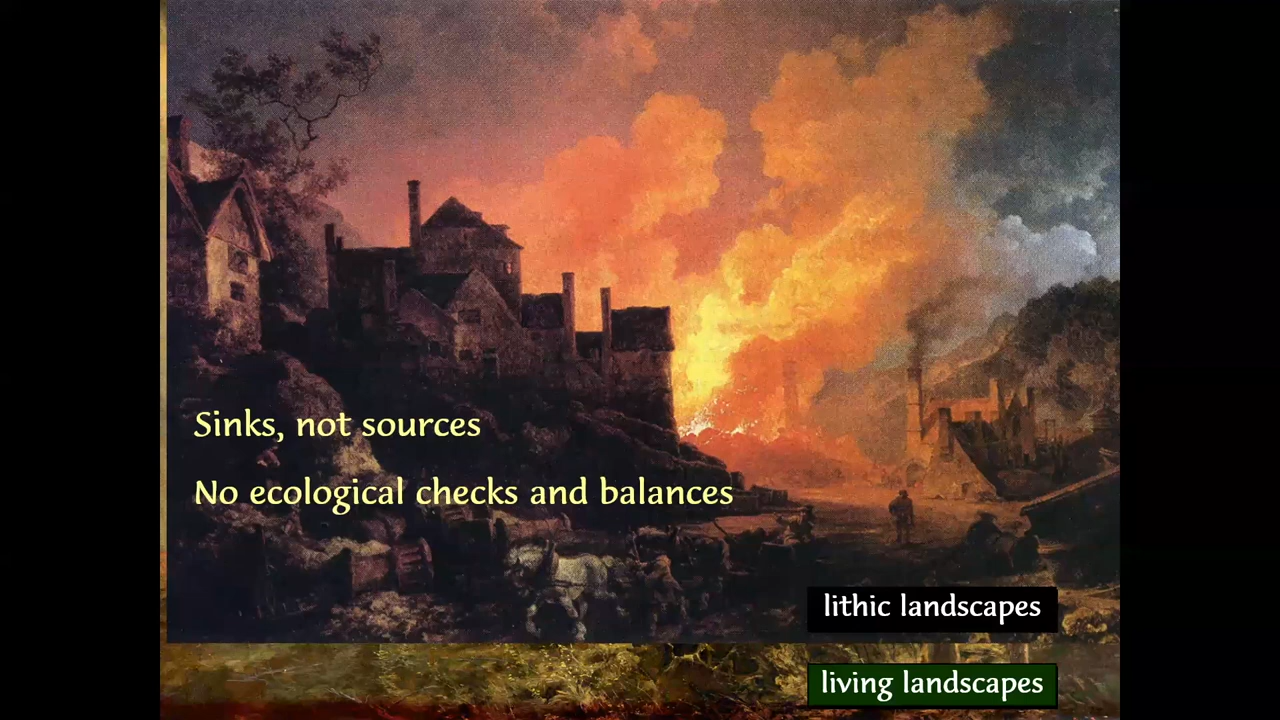 Sinks, not sources
No ecological checks and balances
lithic landscapes
living landscapes